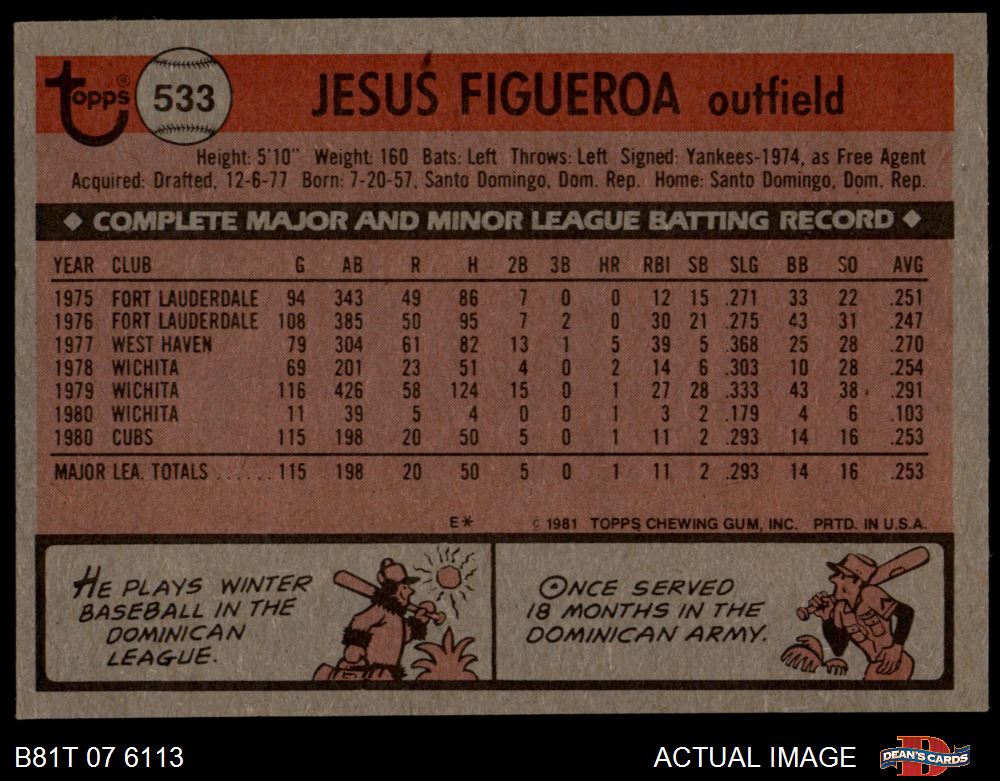 Topps ® 533 JESUS FIGUEROA outfield
Height: 5'10" Weight: 160 Bats: Left Throws: Left Signed: Yankees-1974, as Free Agent
Acquired: Drafted, 12-6-77 Born: 7-20-57, Santo Domingo, Dom. Rep. Home: Santo Domingo, Dom. Rep.
◆ COMPLETE MAJOR AND MINOR LEAGUE BATTING RECORD ◆
YEAR CLUB G AB R H 2B 3B HR RBI SB SLG BB SO AVG
1975 FORT LAUDERDALE 94 343 49 86 7 0 0 12 15 .271 33 22 .251
1976 FORT LAUDERDALE 108 385 50 95 7 2 0 30 21 .275 43 31 .247
1977 WEST HAVEN 79 304 61 82 13 1 5 39 5 .368 25 28 .270
1978 WICHITA 69 201 23 51 4 0 2 14 6 .303 10 28 .254
1979 WICHITA 116 426 58 124 15 0 1 27 28 .333 43 38 .291
1980 WICHITA 11 39 5 4 0 0 1 3 2 .179 4 6 .103
1980 CUBS 115 198 20 50 5 0 1 11 2 .293 14 16 .253
MAJOR LEA. TOTALS ...... 115 198 20 50 5 0 1 11 2 .293 14 16 .253
E* © 1981 TOPPS CHEWING GUM, INC. PRTD. IN U.S.A.
HE PLAYS WINTER
BASEBALL IN THE
DOMINICAN
LEAGUE.
ONCE SERVED
18 MONTHS IN THE
DOMINICAN ARMY.
B81T 07 6113 ACTUAL IMAGE DEAN'S CARDS